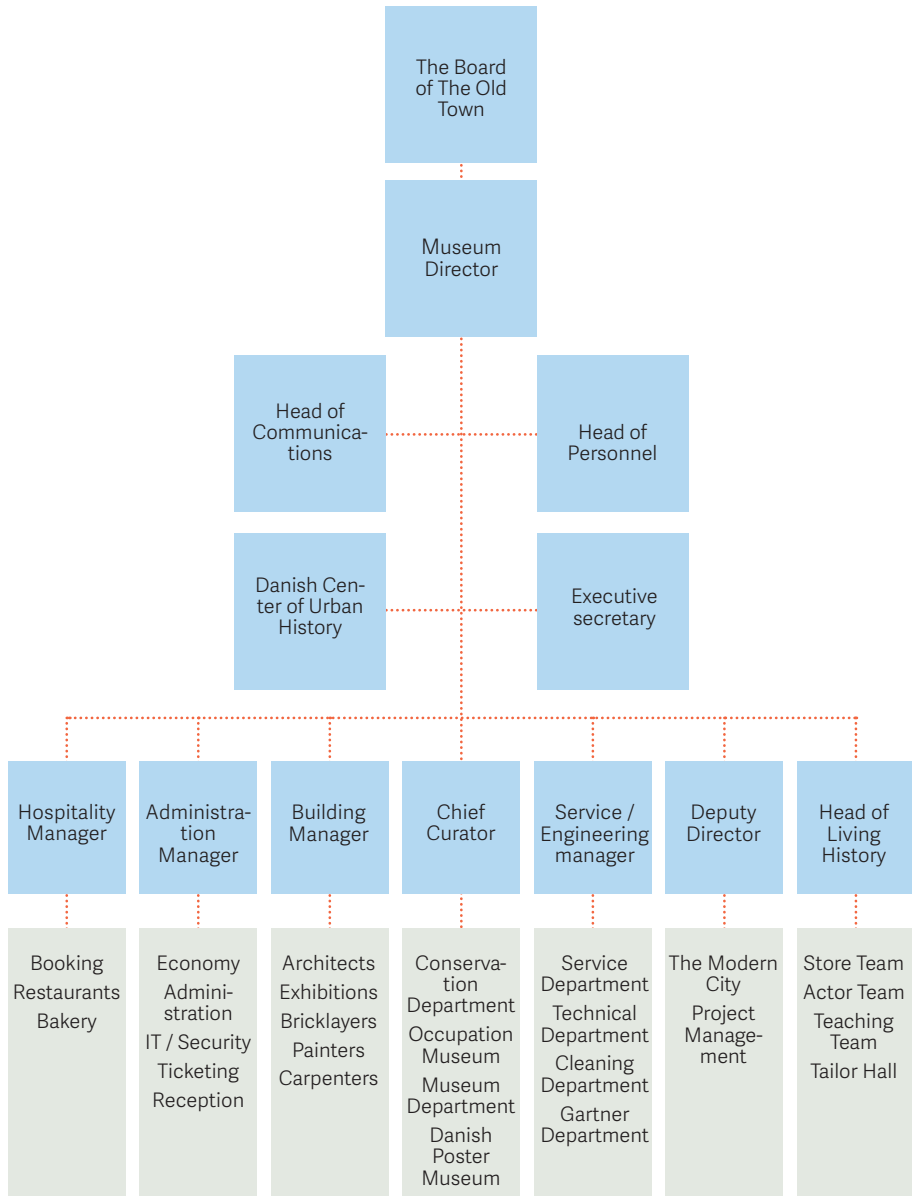 The Board
of The Old
Town
Museum
Director
Head of
Communica-
tions
Head of
Personnel
Danish Cen-
ter of Urban
History
Executive
secretary
Hospitality
Manager
Administra-
tion
Manager
Building
Manager
Chief
Curator
Service /
Engineering
manager
Deputy
Director
Head of
Living
History
Booking
Restaurants
Bakery
Economy
Admini-
stration
IT / Security
Ticketing
Reception
Architects
Exhibitions
Bricklayers
Painters
Carpenters
Conserva-
tion
Department
Occupation
Museum
Museum
Department
Danish
Poster
Museum
Service
Department
Technical
Department
Cleaning
Department
Gartner
Department
The Modern
City
Project
Manage-
ment
Store Team
Actor Team
Teaching
Team
Tailor Hall